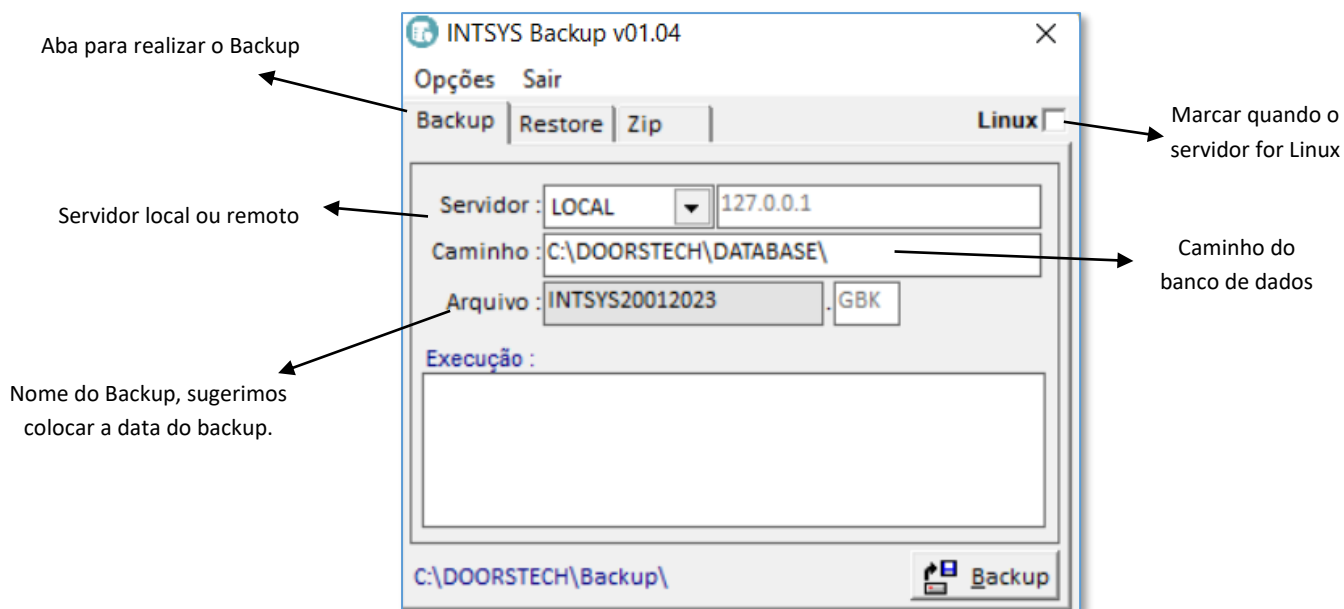 INTSYS Backup v01.04
Aba para realizar o Backup
Opções Sair
Backup Restore Zip Linux
Marcar quando o
servidor for Linux
Servidor local ou remoto
Servidor : LOCAL 127.0.0.1
Caminho : C:\DOORSTECH\DATABASE\
Caminho do
banco de dados
Arquivo : INTSYS20012023 . GBK
Execução :
Nome do Backup, sugerimos
colocar a data do backup.
C:\DOORSTECH\Backup\ Backup